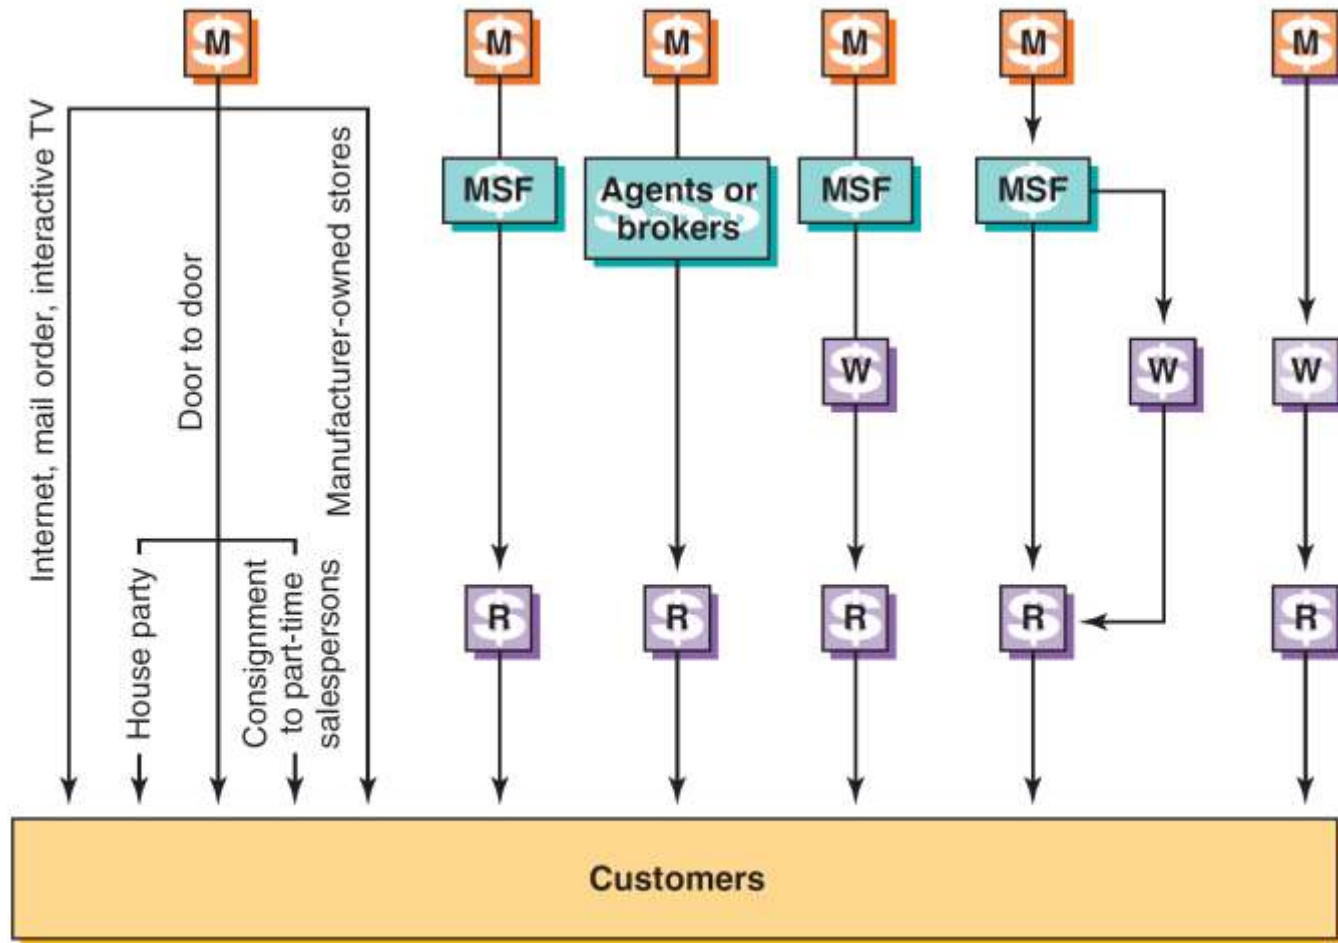 M
M
M
M
M
M
Internet, mail order, interactive TV
Door to door
Manufacturer-owned stores
House party
Consignment
to part-time
salespersons
MSF
Agents or
brokers
$$$
MSF
MSF
W
W
W
R
R
R
R
R
Customers